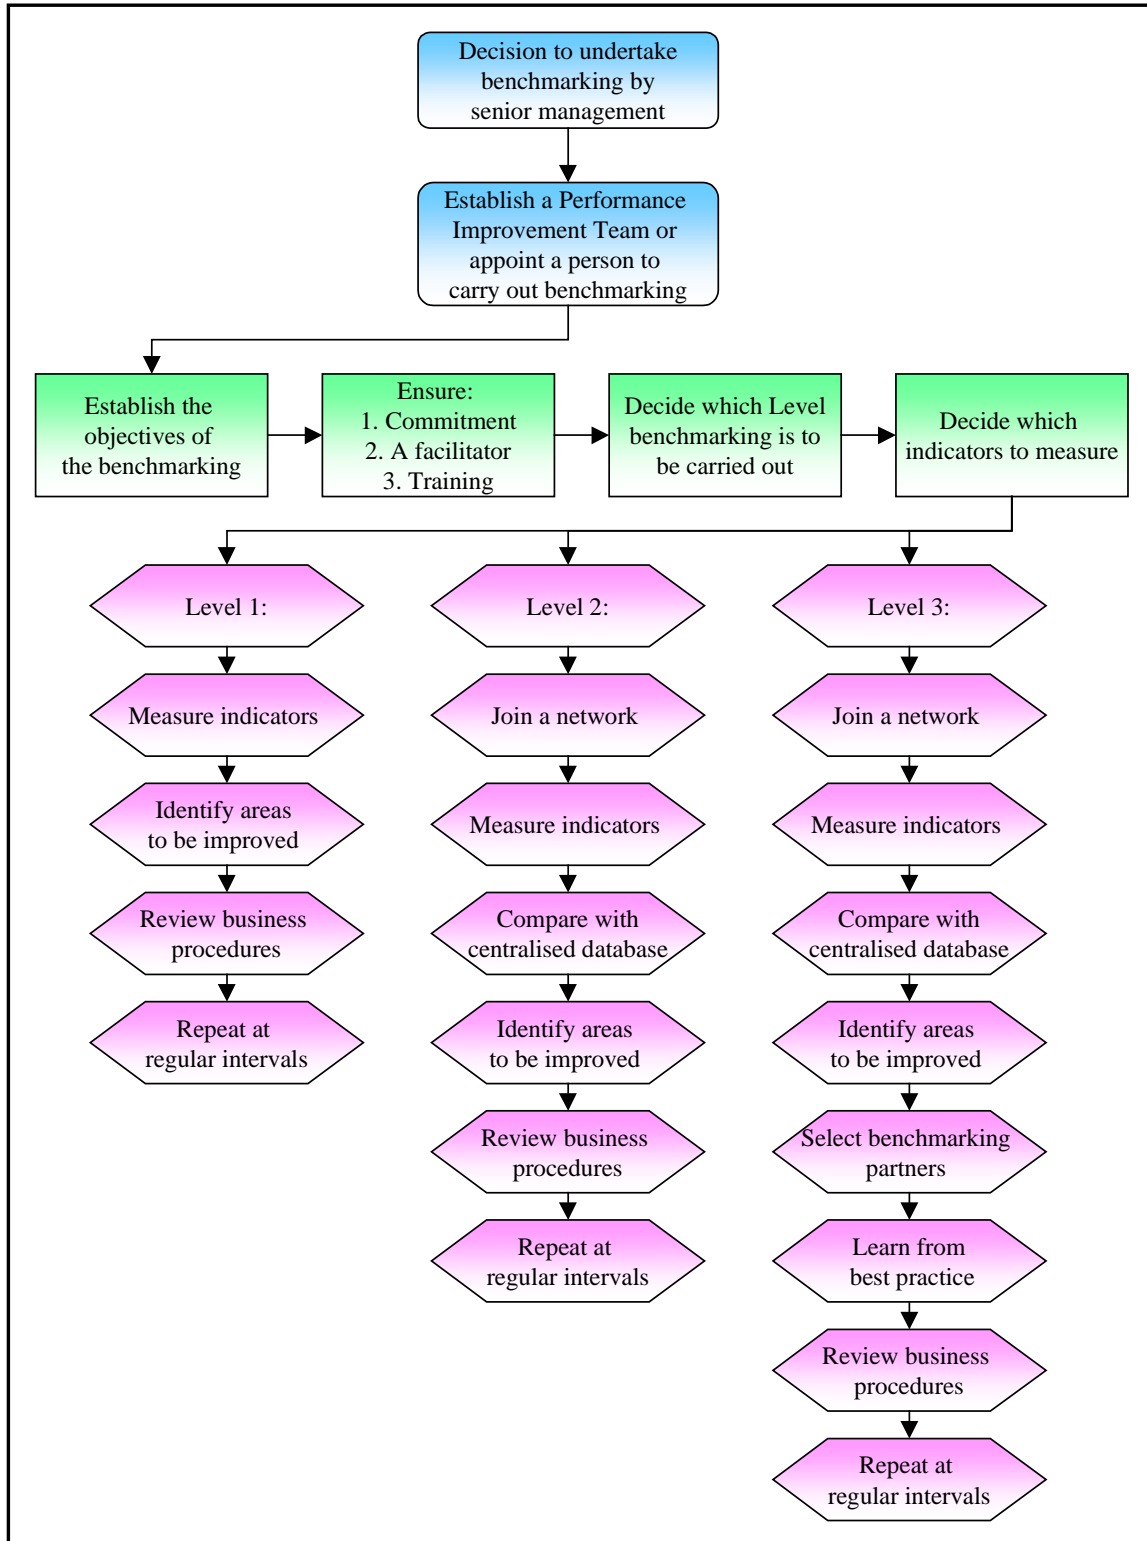 Decision to undertake
benchmarking by
senior management
Establish a Performance
Improvement Team or
appoint a person to
carry out benchmarking
Establish the
objectives of
the benchmarking
Ensure:
1. Commitment
2. A facilitator
3. Training
Decide which Level
benchmarking is to
be carried out
Decide which
indicators to measure
Level 1:
Measure indicators
Identify areas
to be improved
Review business
procedures
Repeat at
regular intervals
Level 2:
Join a network
Measure indicators
Compare with
centralised database
Identify areas
to be improved
Review business
procedures
Repeat at
regular intervals
Level 3:
Join a network
Measure indicators
Compare with
centralised database
Identify areas
to be improved
Select benchmarking
partners
Learn from
best practice
Review business
procedures
Repeat at
regular intervals